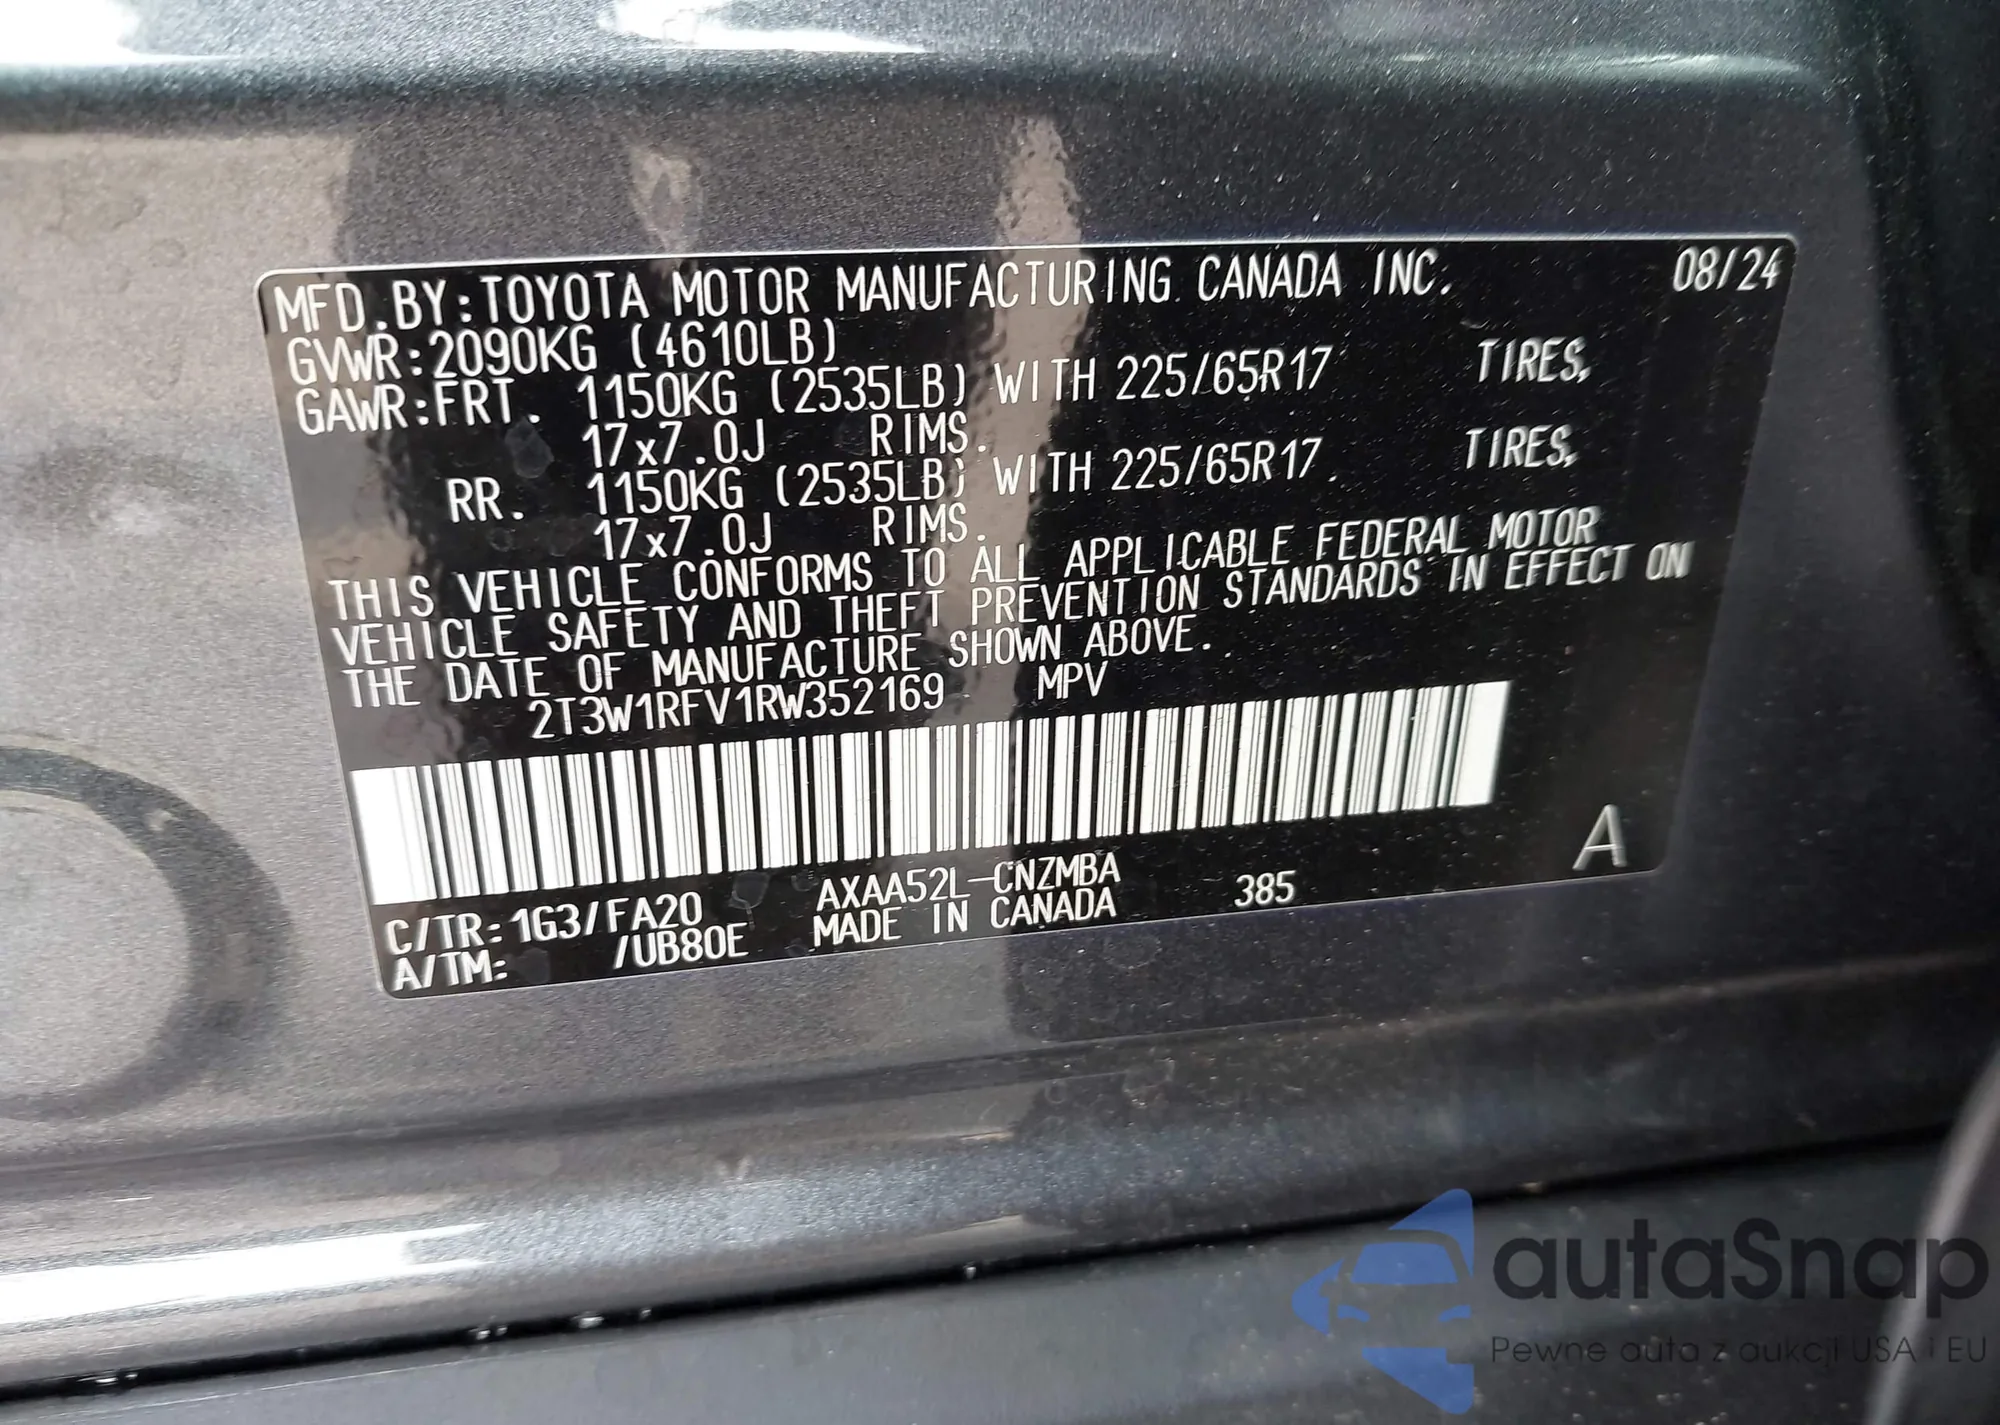 MFD.BY:TOYOTA MOTOR MANUFACTURING CANADA INC. 08/24
GVWR:2090KG (4610LB)
GAWR:FRT. 1150KG (2535LB) WITH 225/65R17 TIRES,
17x7.0J RIMS.
RR. 1150KG (2535LB) WITH 225/65R17 TIRES,
17x7.0J RIMS.
THIS VEHICLE CONFORMS TO ALL APPLICABLE FEDERAL MOTOR
VEHICLE SAFETY AND THEFT PREVENTION STANDARDS IN EFFECT ON
THE DATE OF MANUFACTURE SHOWN ABOVE.
2T3W1RFV1RW352169 MPV
C/TR:1G3/FA20 AXAA52L-CNZMBA 385 A
A/TM: /UB80E MADE IN CANADA
autaSnap
Pewne auta z aukcji USA i EU